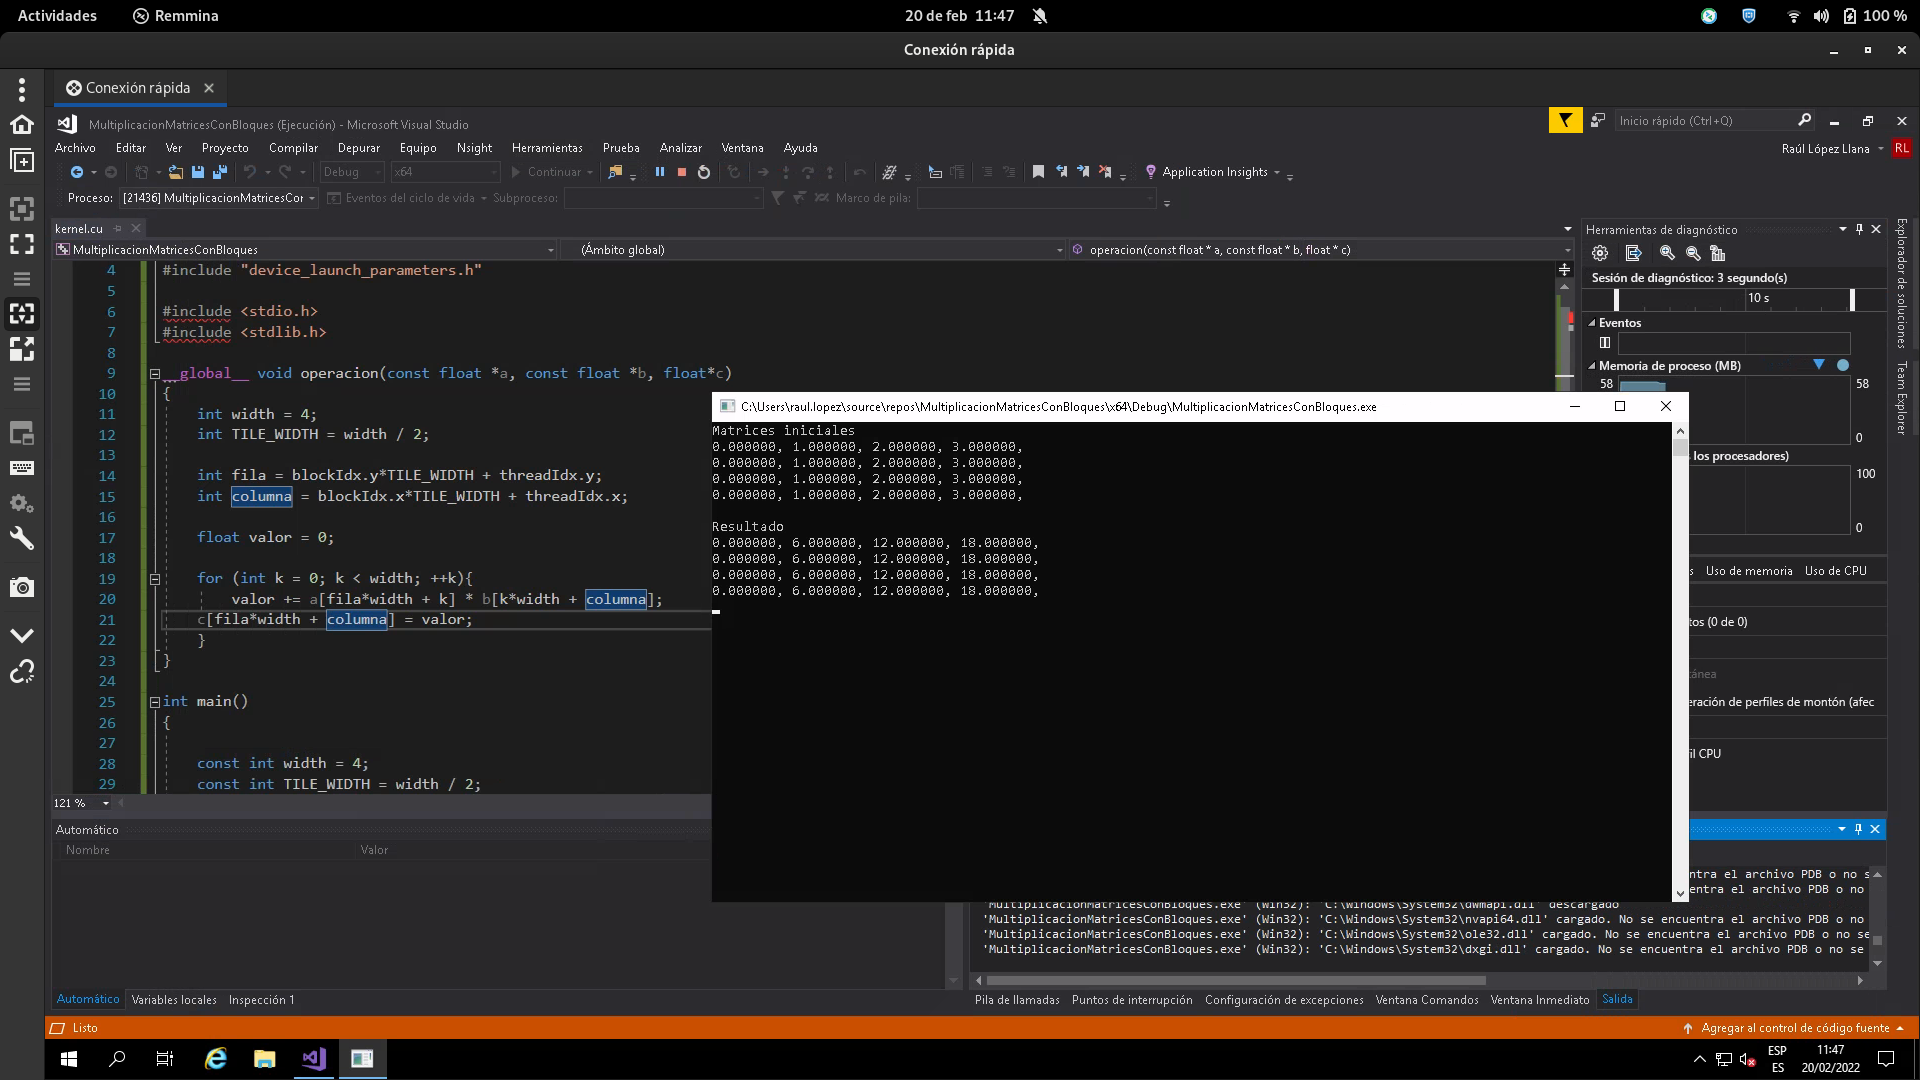 Actividades
Remmina
20 de feb 11:47
100 %
Conexión rápida
Conexión rápida
MultiplicacionMatricesConBloques (Ejecución) - Microsoft Visual Studio
Inicio rápido (Ctrl+Q)
Archivo Editar Ver Proyecto Compilar Depurar Equipo Nsight Herramientas Prueba Analizar Ventana Ayuda
Raúl López Llana RL
Debug x64 Continuar Application Insights
Proceso: [21436] MultiplicacionMatricesCor Eventos del ciclo de vida Subproceso: Marco de pila:
kernel.cu
MultiplicacionMatricesConBloques (Ámbito global) operacion(const float * a, const float * b, float * c)
4 #include "device_launch_parameters.h"
5
6 #include <stdio.h>
7 #include <stdlib.h>
8
9 __global__ void operacion(const float *a, const float *b, float*c)
10 {
11 int width = 4;
12 int TILE_WIDTH = width / 2;
13
14 int fila = blockIdx.y*TILE_WIDTH + threadIdx.y;
15 int columna = blockIdx.x*TILE_WIDTH + threadIdx.x;
16
17 float valor = 0;
18
19 for (int k = 0; k < width; ++k){
20 valor += a[fila*width + k] * b[k*width + columna];
21 c[fila*width + columna] = valor;
22 }
23 }
24
25 int main()
26 {
27
28 const int width = 4;
29 const int TILE_WIDTH = width / 2;
121 %
C:\Users\raul.lopez\source\repos\MultiplicacionMatricesConBloques\x64\Debug\MultiplicacionMatricesConBloques.exe
Matrices iniciales
0.000000, 1.000000, 2.000000, 3.000000,
0.000000, 1.000000, 2.000000, 3.000000,
0.000000, 1.000000, 2.000000, 3.000000,
0.000000, 1.000000, 2.000000, 3.000000,
Resultado
0.000000, 6.000000, 12.000000, 18.000000,
0.000000, 6.000000, 12.000000, 18.000000,
0.000000, 6.000000, 12.000000, 18.000000,
0.000000, 6.000000, 12.000000, 18.000000,
Herramientas de diagnóstico
Sesión de diagnóstico: 3 segundo(s)
10 s
Eventos
Memoria de proceso (MB)
58 58
0
los procesadores)
100
0
s Uso de memoria Uso de CPU
tos (0 de 0)
tánea
eración de perfiles de montón (afec
il CPU
Explorador de soluciones
Team Explorer
Automático
Nombre Valor
ntra el archivo PDB o no s
entra el archivo PDB o no
'MultiplicacionMatricesConBloques.exe' (Win32): 'C:\Windows\System32\dwmapi.dll' descargado
'MultiplicacionMatricesConBloques.exe' (Win32): 'C:\Windows\System32\nvapi64.dll' cargado. No se encuentra el archivo PDB o no
'MultiplicacionMatricesConBloques.exe' (Win32): 'C:\Windows\System32\ole32.dll' cargado. No se encuentra el archivo PDB o no s
'MultiplicacionMatricesConBloques.exe' (Win32): 'C:\Windows\System32\dxgi.dll' cargado. No se encuentra el archivo PDB o no se
Automático Variables locales Inspección 1
Pila de llamadas Puntos de interrupción Configuración de excepciones Ventana Comandos Ventana Inmediato Salida
Listo
Agregar al control de código fuente
ESP
ES
11:47
20/02/2022